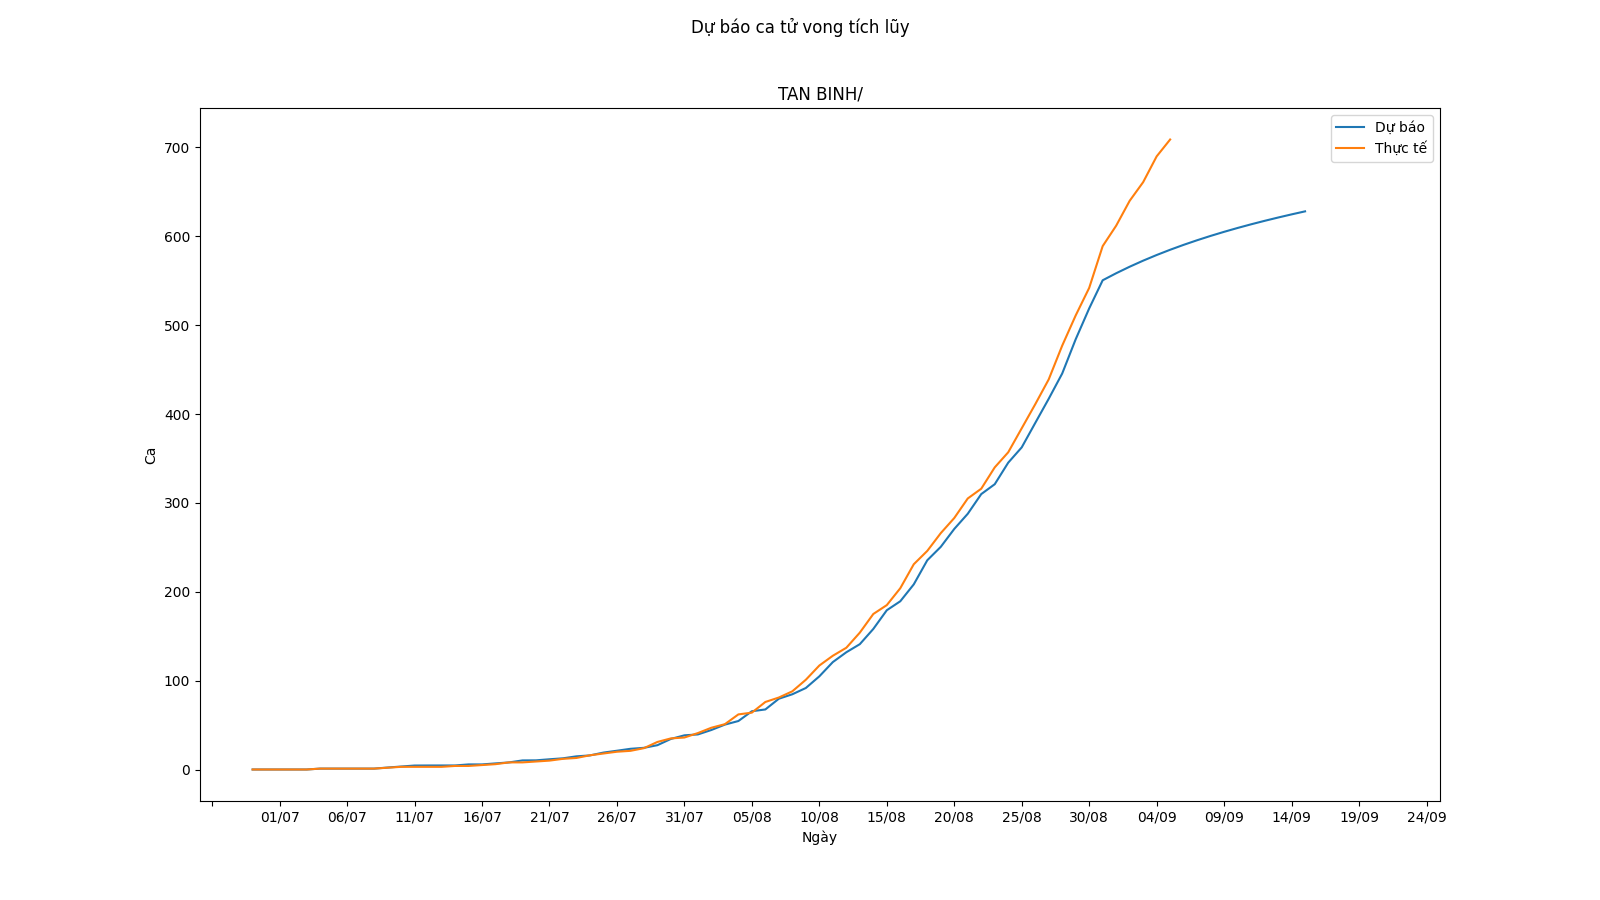 Dự báo ca tử vong tích lũy
TAN BINH/
Dự báo
Thực tế
700
600
500
400
300
200
100
0
Ca
01/07 06/07 11/07 16/07 21/07 26/07 31/07 05/08 10/08 15/08 20/08 25/08 30/08 04/09 09/09 14/09 19/09 24/09
Ngày